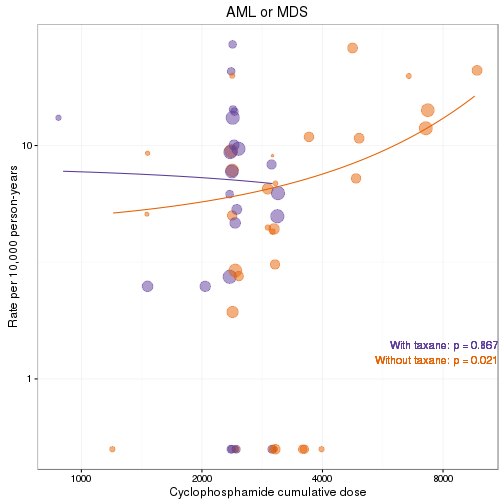 AML or MDS
Rate per 10,000 person-years
10
1
With taxane: p = 0.867
Without taxane: p = 0.021
1000 2000 4000 8000
Cyclophosphamide cumulative dose